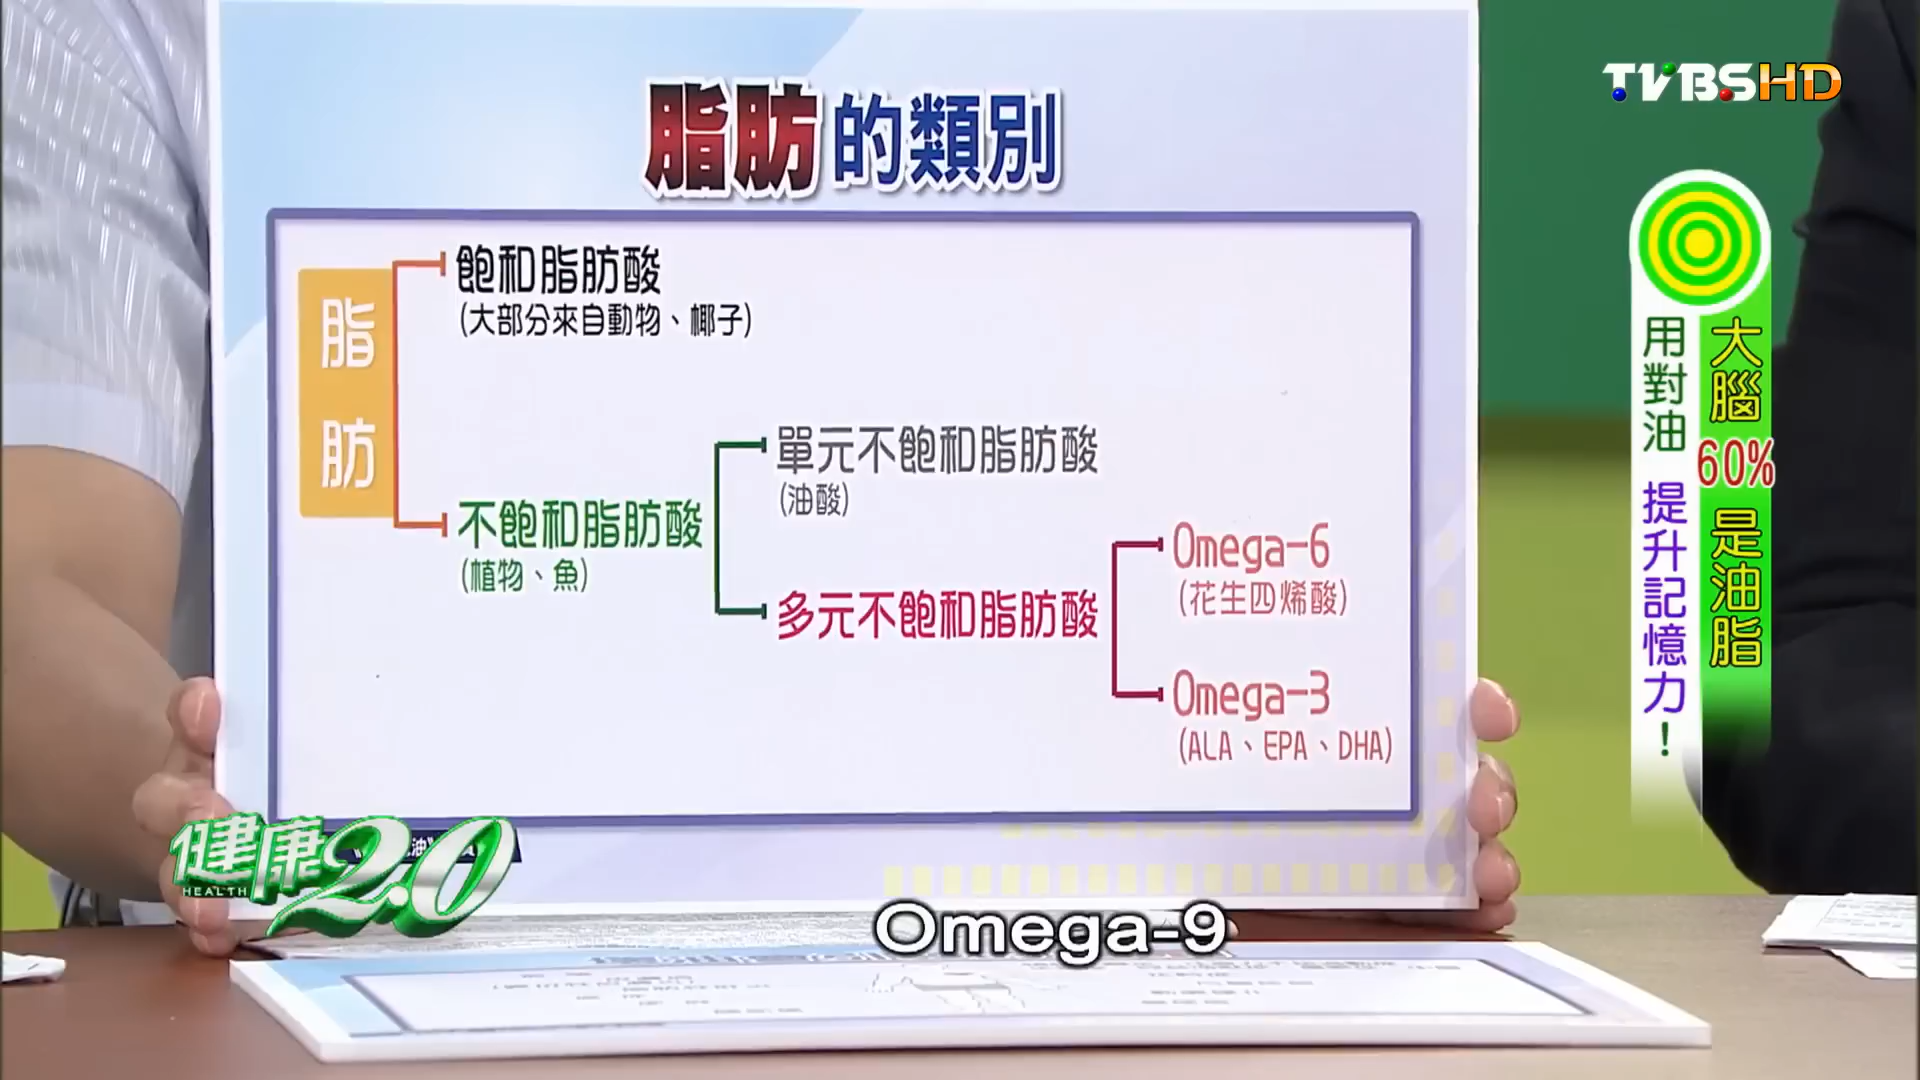 TVBSHD
脂肪的類別
脂肪
飽和脂肪酸
(大部分來自動物、椰子)
不飽和脂肪酸
(植物、魚)
單元不飽和脂肪酸
(油酸)
多元不飽和脂肪酸
Omega-6
(花生四烯酸)
Omega-3
(ALA、EPA、DHA)
大腦60%是油脂
用對油 提升記憶力！
健康2.0
HEALTH
Omega-9